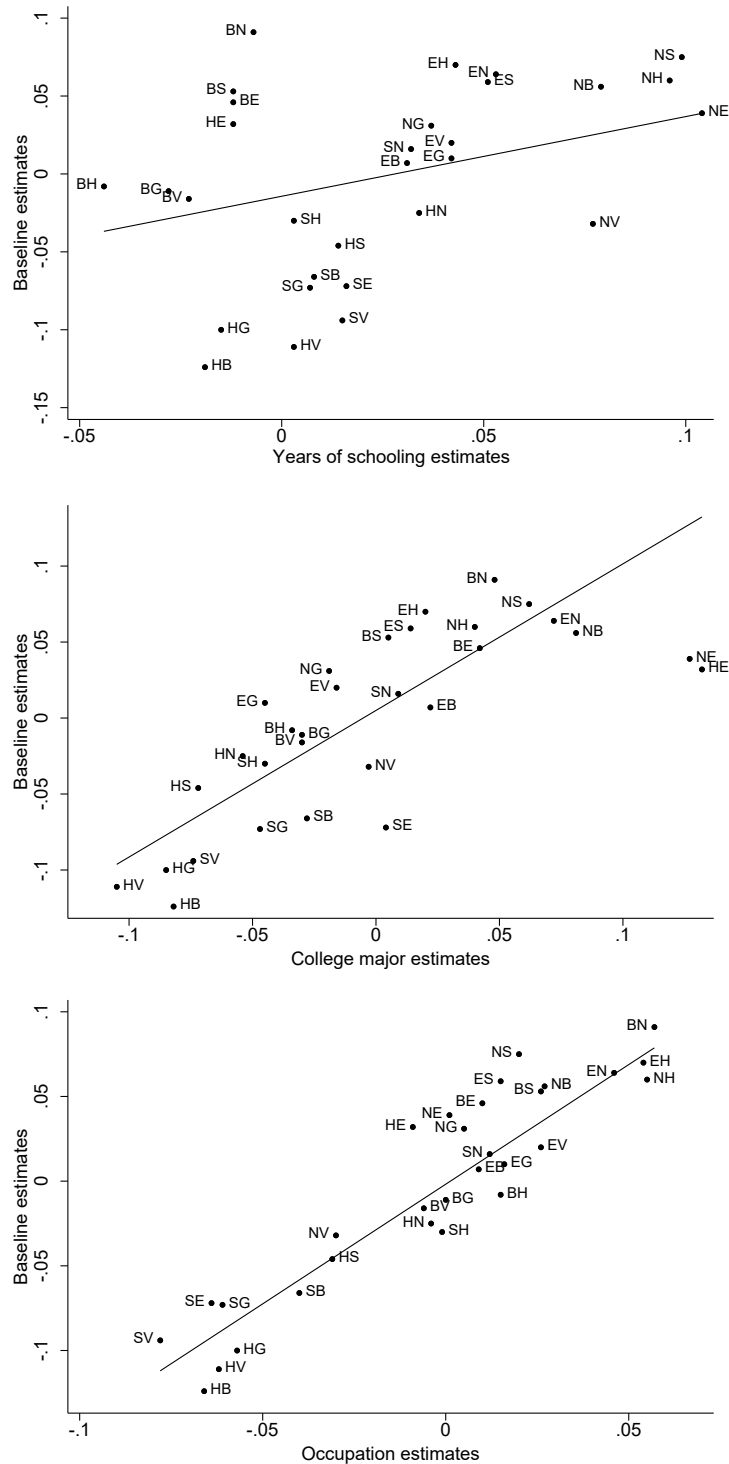 .1
.05
0
-.05
-.1
-.15
Baseline estimates
BN
NS
EH
EN
ES
NH
NB
BS
BE
HE
NE
NG
EV
SN
EG
EB
BH
BG
BV
HN
SH
NV
HS
SB
SG
SE
SV
HG
HV
HB
-.05
0
.05
.1
Years of schooling estimates
.1
.05
0
-.05
-.1
Baseline estimates
BN
NS
EH
EN
ES
NH
NB
BS
BE
NE
HE
NG
EV
SN
EG
EB
BH
BG
BV
HN
SH
NV
HS
SB
SG
SE
SV
HG
HV
HB
-.1
-.05
0
.05
.1
College major estimates
.1
.05
0
-.05
-.1
Baseline estimates
BN
NS
EH
EN
NH
ES
NB
BS
BE
NE
HE
NG
EV
SN
EG
EB
BH
BG
BV
HN
SH
NV
HS
SB
SE
SG
SV
HG
HV
HB
-.1
-.05
0
.05
Occupation estimates